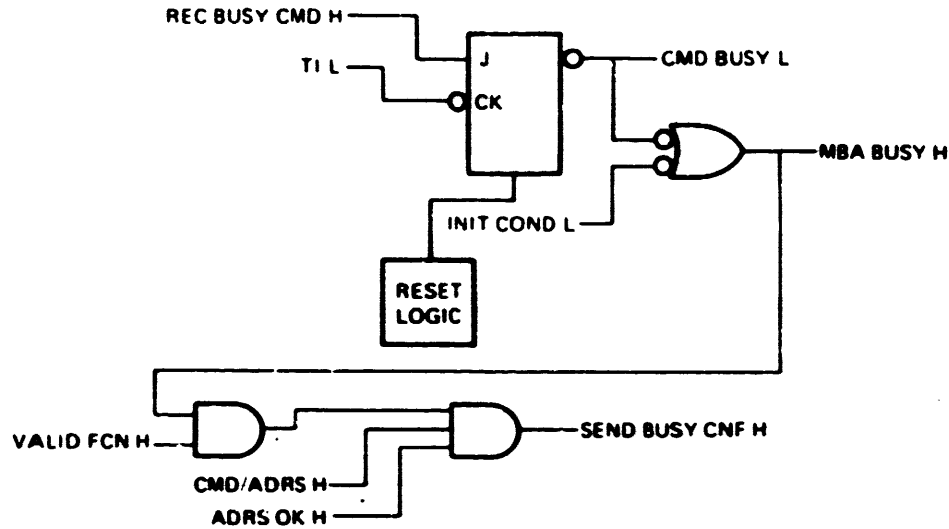 REC BUSY CMD H
TI L
J
CK
CMD BUSY L
MBA BUSY H
INIT COND L
RESET
LOGIC
VALID FCN H
SEND BUSY CNF H
CMD/ADRS H
ADRS OK H